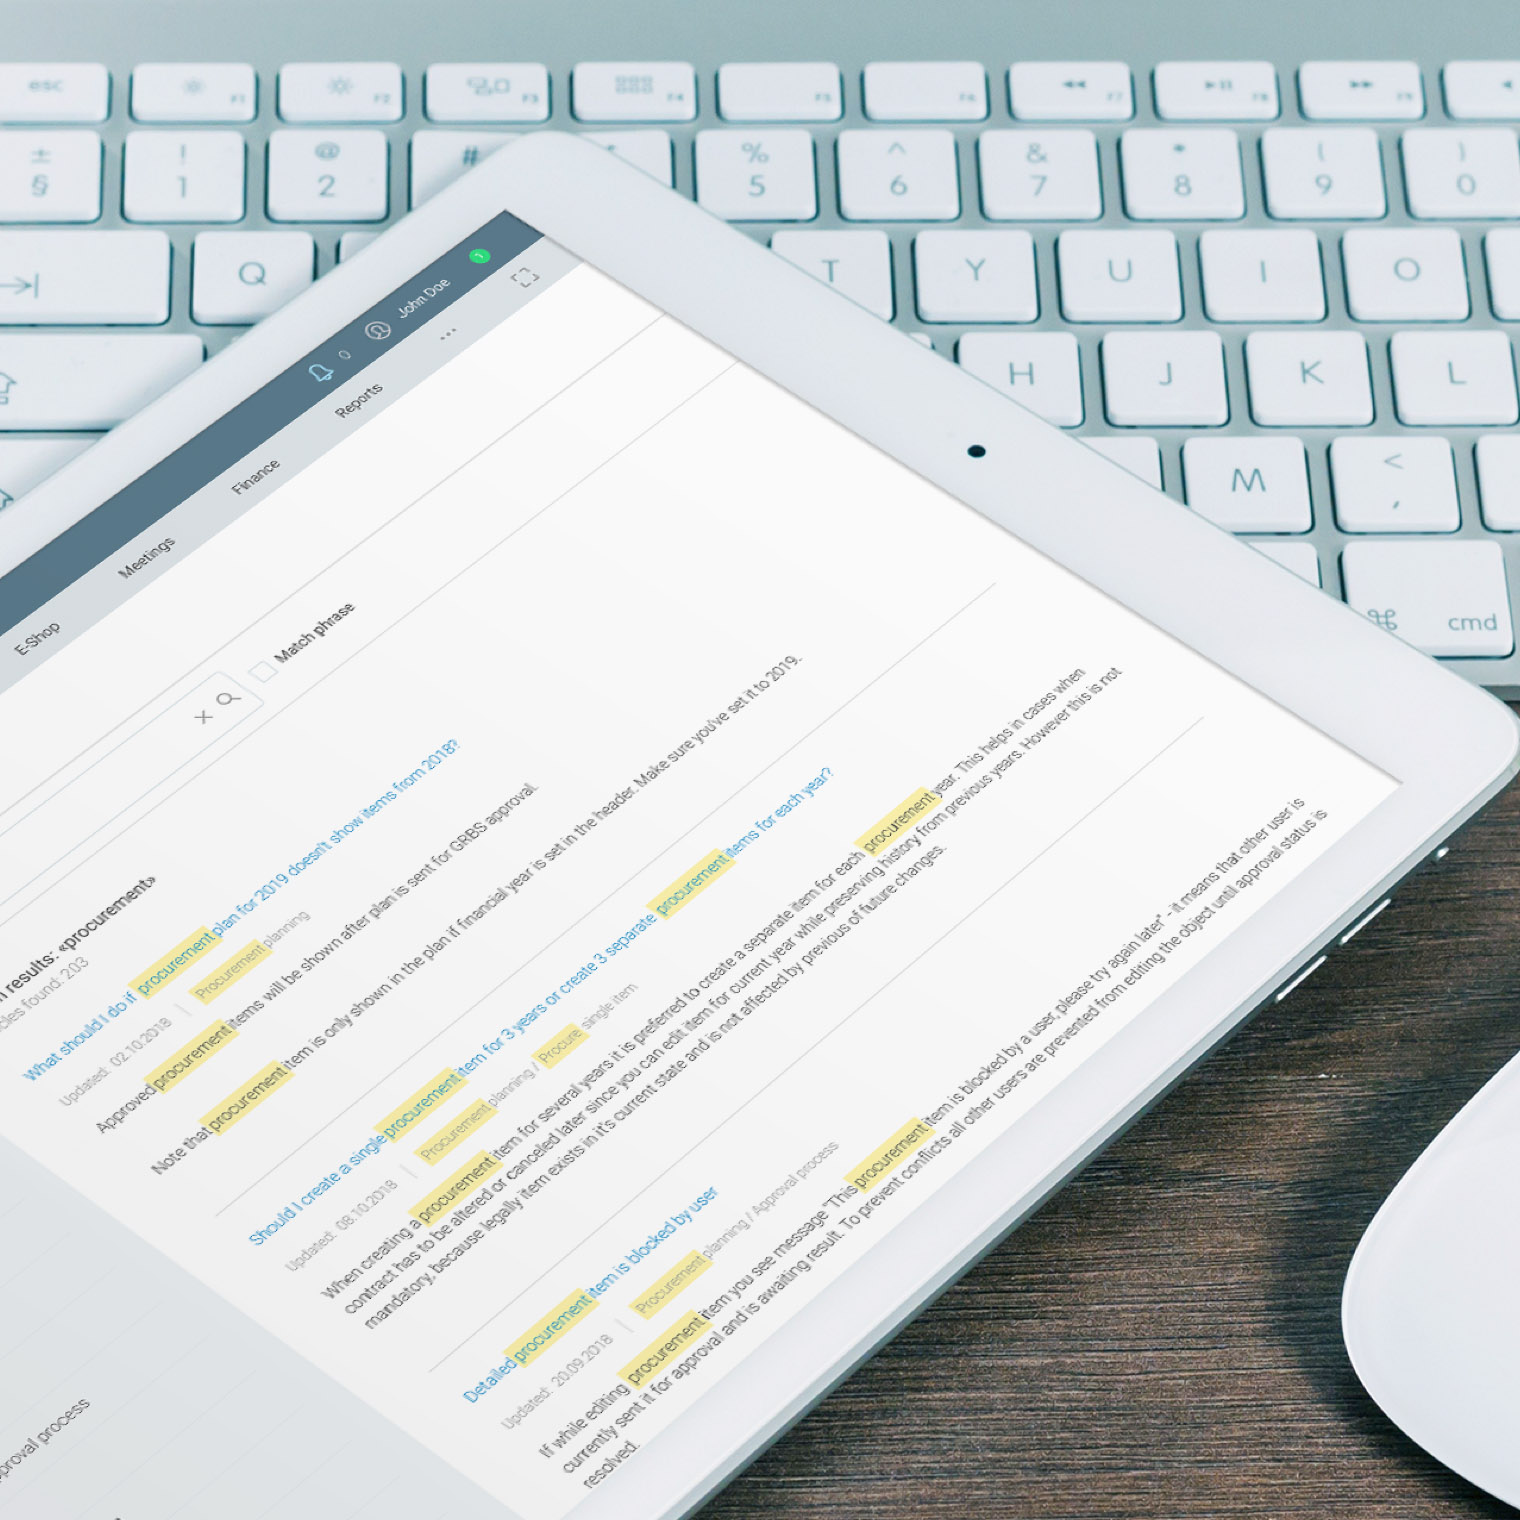 esc
F1
F2
F3
F4
F5
F6
F7
F8
F9
±
§
!
1
@
2
#
%
5
^
6
&
7
*
8
(
9
)
0
Q
T
Y
U
I
O
H
J
K
L
M
<
,
⌘ cmd
0 John Doe 1
E-Shop Meetings Finance Reports ...
Match phrase
results: «procurement»
found: 203
What should I do if procurement plan for 2019 doesn't show items from 2018?
Updated: 02.10.2018 | Procurement planning
Approved procurement items will be shown after plan is sent for GRBS approval.
Note that procurement item is only shown in the plan if financial year is set in the header. Make sure you've set it to 2019.
Should I create a single procurement item for 3 years or create 3 separate procurement items for each year?
Updated: 08.10.2018 | Procurement planning / Procure single item
When creating a procurement item for several years it is preferred to create a separate item for each procurement year. This helps in cases when
contract has to be altered or canceled later since you can edit item for current year while preserving history from previous years. However this is not
mandatory, because legally item exists in it's current state and is not affected by previous of future changes.
Detailed procurement item is blocked by user
Updated: 20.09.2018 | Procurement planning / Approval process
If while editing procurement item you see message "This procurement item is blocked by a user, please try again later" - it means that other user is
currently sent it for approval and is awaiting result. To prevent conflicts all other users are prevented from editing the object until approval status is
resolved.
proval process